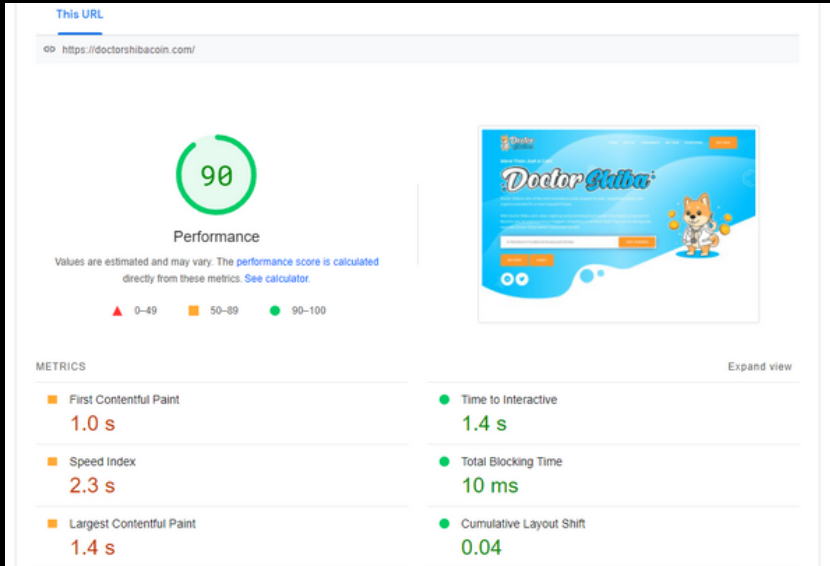 This URL
https://doctorshibacoin.com/
90
Performance
Values are estimated and may vary. The performance score is calculated
directly from these metrics. See calculator.
0–49
50–89
90–100
Doctor Shiba
METRICS
Expand view
First Contentful Paint
1.0 s
Time to Interactive
1.4 s
Speed Index
2.3 s
Total Blocking Time
10 ms
Largest Contentful Paint
1.4 s
Cumulative Layout Shift
0.04